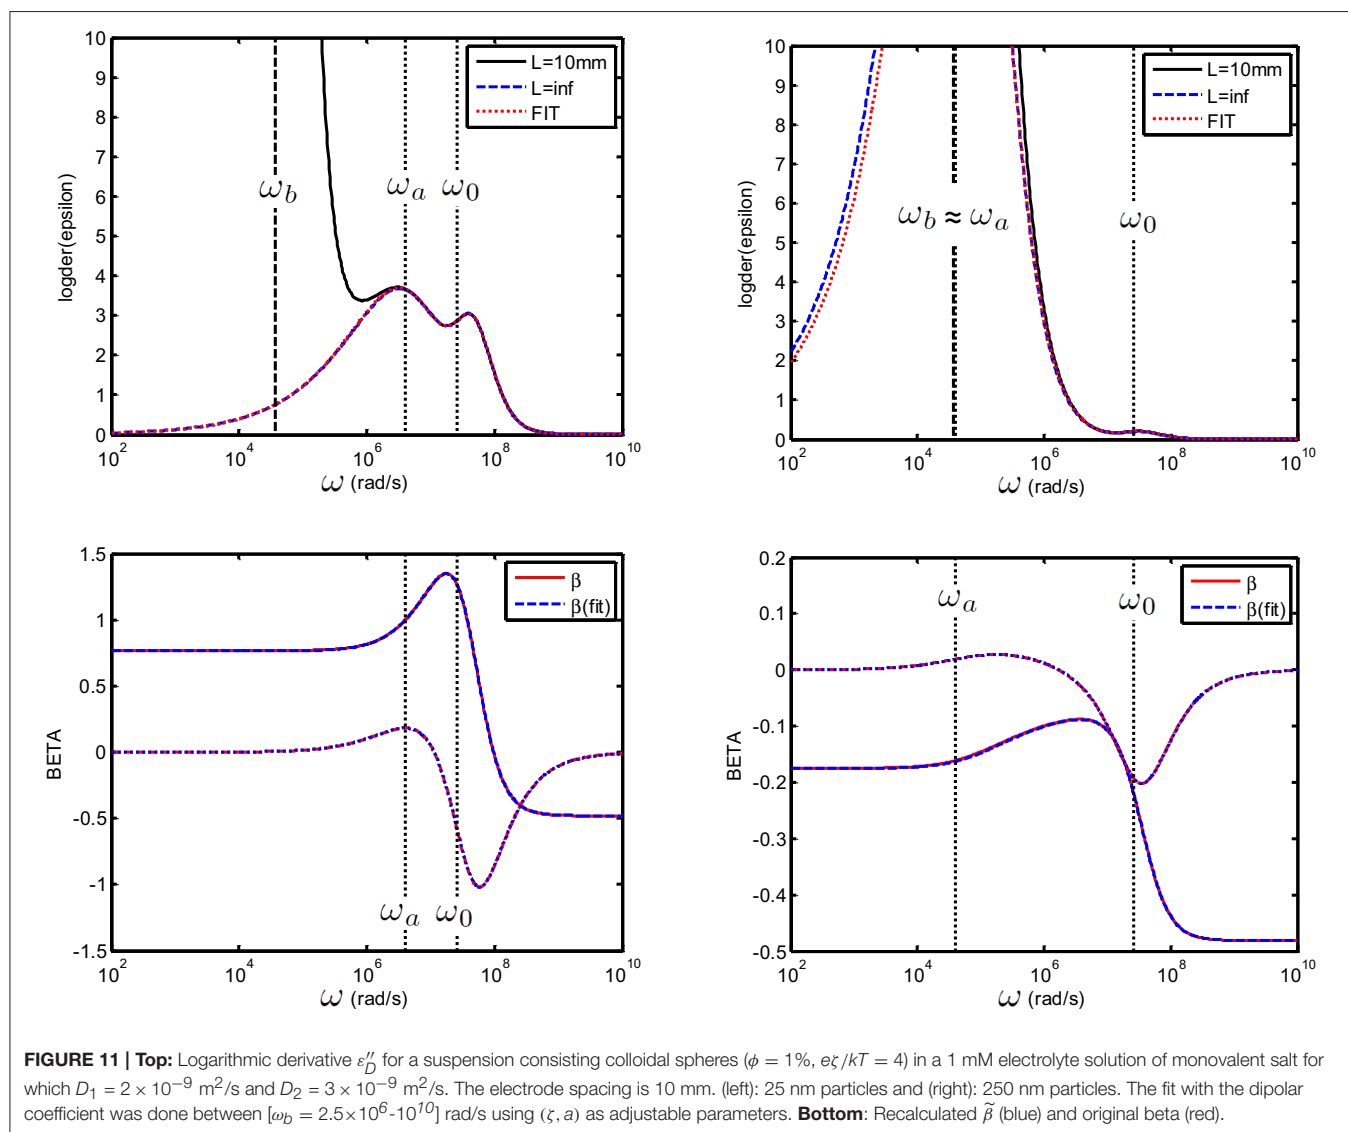 10
9
8
7
6
5
4
3
2
1
0
logder(epsilon)
L=10mm
L=inf
FIT
ω_b
ω_a
ω_0
10^2
10^4
10^6
10^8
10^10
ω (rad/s)
10
9
8
7
6
5
4
3
2
1
0
logder(epsilon)
L=10mm
L=inf
FIT
ω_b ≈ ω_a
ω_0
10^2
10^4
10^6
10^8
10^10
ω (rad/s)
1.5
1
0.5
0
-0.5
-1
-1.5
BETA
β
β(fit)
ω_a
ω_0
10^2
10^4
10^6
10^8
10^10
ω (rad/s)
0.2
0.1
0
-0.1
-0.2
-0.3
-0.4
-0.5
BETA
β
β(fit)
ω_a
ω_0
10^2
10^4
10^6
10^8
10^10
ω (rad/s)
FIGURE 11 | Top: Logarithmic derivative ε″_D for a suspension consisting colloidal spheres (ϕ = 1%, eζ/kT = 4) in a 1 mM electrolyte solution of monovalent salt for
which D_1 = 2 × 10^−9 m^2/s and D_2 = 3 × 10^−9 m^2/s. The electrode spacing is 10 mm. (left): 25 nm particles and (right): 250 nm particles. The fit with the dipolar
coefficient was done between [ω_b = 2.5×10^6-10^10] rad/s using (ζ, a) as adjustable parameters. Bottom: Recalculated β̃ (blue) and original beta (red).